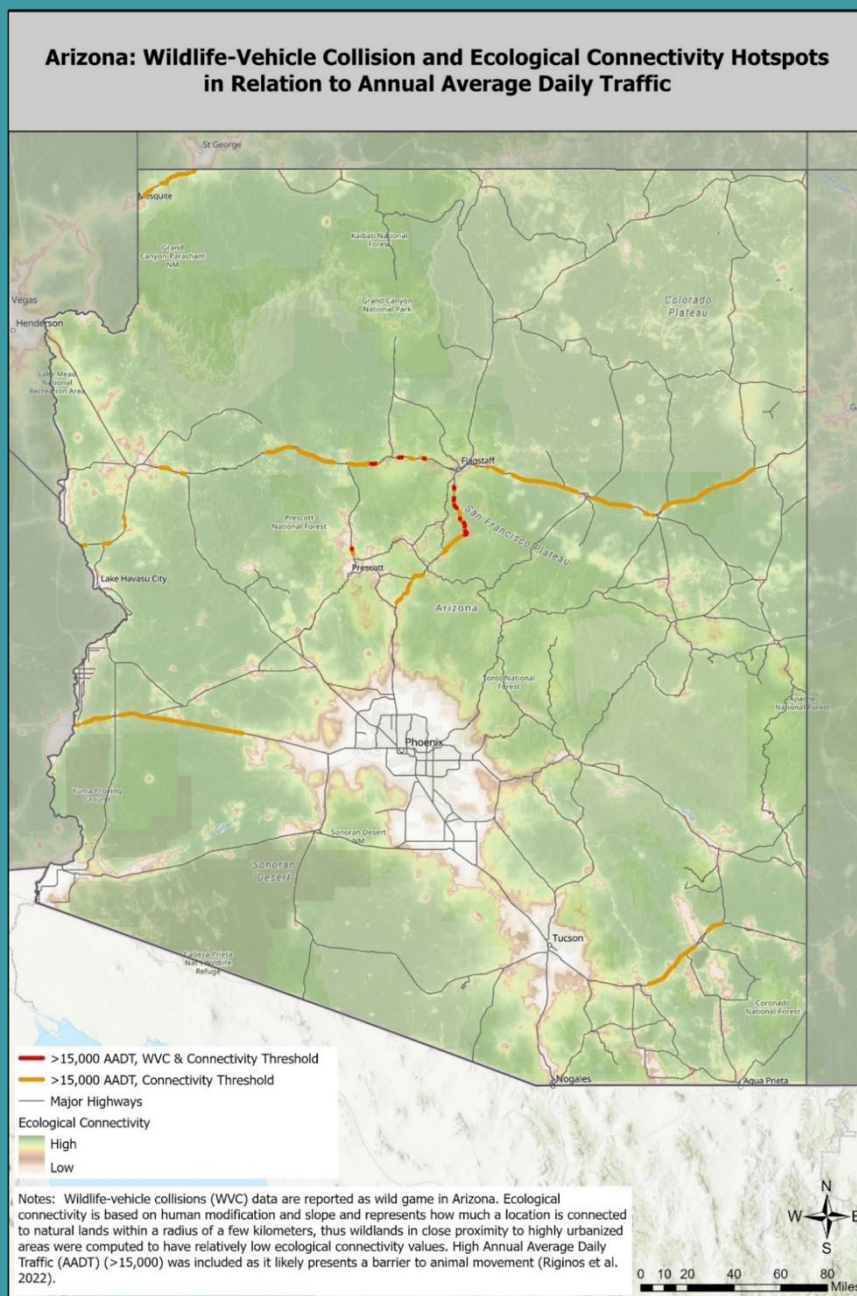 Arizona: Wildlife-Vehicle Collision and Ecological Connectivity Hotspots
in Relation to Annual Average Daily Traffic
St George
Mesquite
Grand
Canyon-Parashant
NM
Kaibab National
Forest
Grand Canyon
National Park
Colorado
Plateau
Vegas
Henderson
Lake Mead
National
Recreation Area
Flagstaff
Prescott
National Forest
San Francisco Plateau
Prescott
Lake Havasu City
Arizona
Tonto National
Forest
Apache
National Forest
Phoenix
Yuma Proving
Ground
Gila
Gila
Sonoran Desert
NM
Sonoran
Desert
Tucson
Cabeza Prieta
Nat'l Wildlife
Refuge
Coronado
National Forest
Nogales
Agua Prieta
>15,000 AADT, WVC & Connectivity Threshold
>15,000 AADT, Connectivity Threshold
Major Highways
Ecological Connectivity
High
Low
Notes: Wildlife-vehicle collisions (WVC) data are reported as wild game in Arizona. Ecological
connectivity is based on human modification and slope and represents how much a location is connected
to natural lands within a radius of a few kilometers, thus wildlands in close proximity to highly urbanized
areas were computed to have relatively low ecological connectivity values. High Annual Average Daily
Traffic (AADT) (>15,000) was included as it likely presents a barrier to animal movement (Riginos et al.
2022).
N
W E
S
0 10 20 40 60 80
Miles